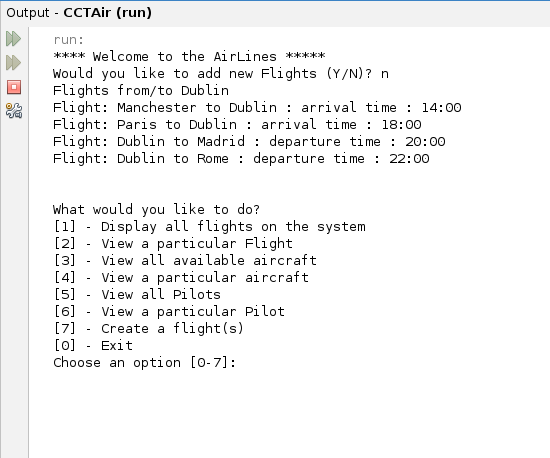 Output - CCTAir (run)
run:
**** Welcome to the AirLines *****
Would you like to add new Flights (Y/N)? n
Flights from/to Dublin
Flight: Manchester to Dublin : arrival time : 14:00
Flight: Paris to Dublin : arrival time : 18:00
Flight: Dublin to Madrid : departure time : 20:00
Flight: Dublin to Rome : departure time : 22:00
What would you like to do?
[1] - Display all flights on the system
[2] - View a particular Flight
[3] - View all available aircraft
[4] - View a particular aircraft
[5] - View all Pilots
[6] - View a particular Pilot
[7] - Create a flight(s)
[0] - Exit
Choose an option [0-7]: